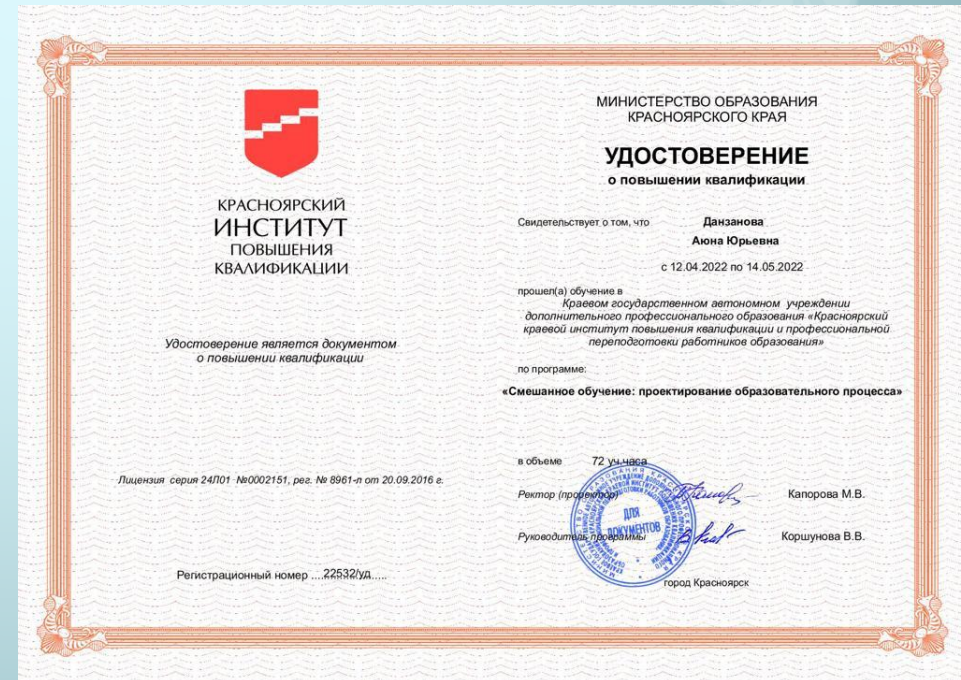 КРАСНОЯРСКИЙ
ИНСТИТУТ
ПОВЫШЕНИЯ
КВАЛИФИКАЦИИ
Удостоверение является документом
о повышении квалификации
Лицензия серия 24Л01 №0002151, рег. № 8961-л от 20.09.2016 г.
Регистрационный номер ....22532/уд.....
МИНИСТЕРСТВО ОБРАЗОВАНИЯ
КРАСНОЯРСКОГО КРАЯ
УДОСТОВЕРЕНИЕ
о повышении квалификации
Свидетельствует о том, что Данзанова
Аюна Юрьевна
с 12.04.2022 по 14.05.2022
прошел(а) обучение в
Краевом государственном автономном учреждении
дополнительного профессионального образования «Красноярский
краевой институт повышения квалификации и профессиональной
переподготовки работников образования»
по программе:
«Смешанное обучение: проектирование образовательного процесса»
в объеме 72 уч.часа
Ректор (проректор) Капорова М.В.
Руководитель программы Коршунова В.В.
ДЛЯ
ДОКУМЕНТОВ
город Красноярск